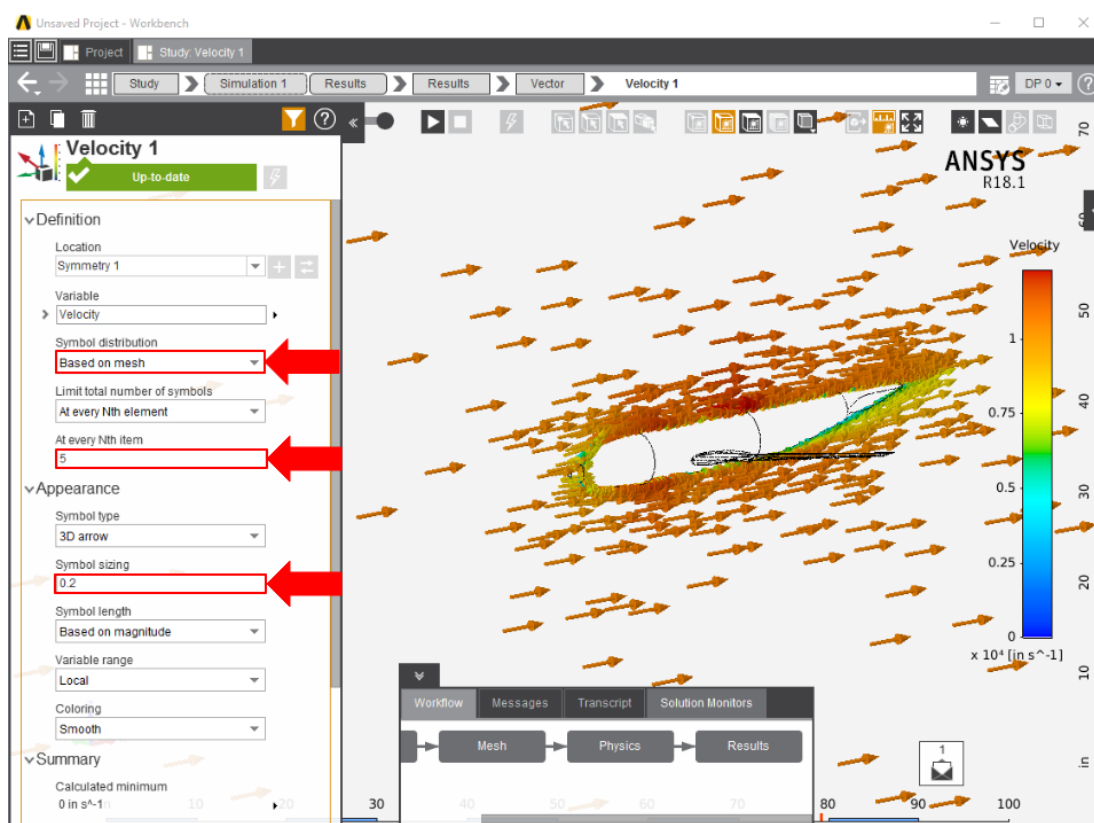 Unsaved Project - Workbench
Project
Study: Velocity 1
Study
Simulation 1
Results
Results
Vector
Velocity 1
DP 0
Velocity 1
Up-to-date
ANSYS
R18.1
Definition
Location
Symmetry 1
Variable
Velocity
Symbol distribution
Based on mesh
Limit total number of symbols
At every Nth element
At every Nth item
5
Appearance
Symbol type
3D arrow
Symbol sizing
0.2
Symbol length
Based on magnitude
Variable range
Local
Coloring
Smooth
Summary
Calculated minimum
0 in s^-1
Velocity
1
0.75
0.5
0.25
0
x 10⁴ [in s^-1]
70
60
50
40
30
20
10
in
Workflow
Messages
Transcript
Solution Monitors
Mesh
Physics
Results
1
in
10
20
30
40
50
60
70
80
90
100